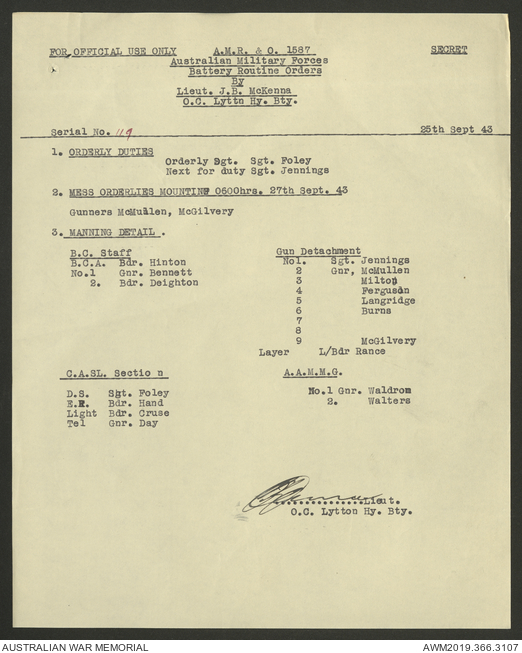 FOR OFFICIAL USE ONLY A.M.R. & O. 1587 SECRET
Australian Military Forces
Battery Routine Orders
By
Lieut. J.B. McKenna
O.C. Lyttn Hy. Bty.
Serial No. 119 25th Sept 43
1. ORDERLY DUTIES
Orderly Sgt. Sgt. Foley
Next for duty Sgt. Jennings
2. MESS ORDERLIES MOUNTING 0600hrs. 27th Sept. 43
Gunners McMullen, McGilvery
3. MANNING DETAIL .
B.C. Staff
B.C.A. Bdr. Hinton
No.1 Gnr. Bennett
2. Bdr. Deighton
Gun Detachment
No1. Sgt. Jennings
2 Gnr, McMullen
3 Milton
4 Ferguson
5 Langridge
6 Burns
7
8
9 McGilvery
Layer L/Bdr Rance
C.A.SL. Sectio n
D.S. Sgt. Foley
E.R. Bdr. Hand
Light Bdr. Cruse
Tel Gnr. Day
A.A.M.M.G.
No.1 Gnr. Waldron
2. Walters
Lieut.
O.C. Lytton Hy. Bty.
AUSTRALIAN WAR MEMORIAL AWM2019.366.3107